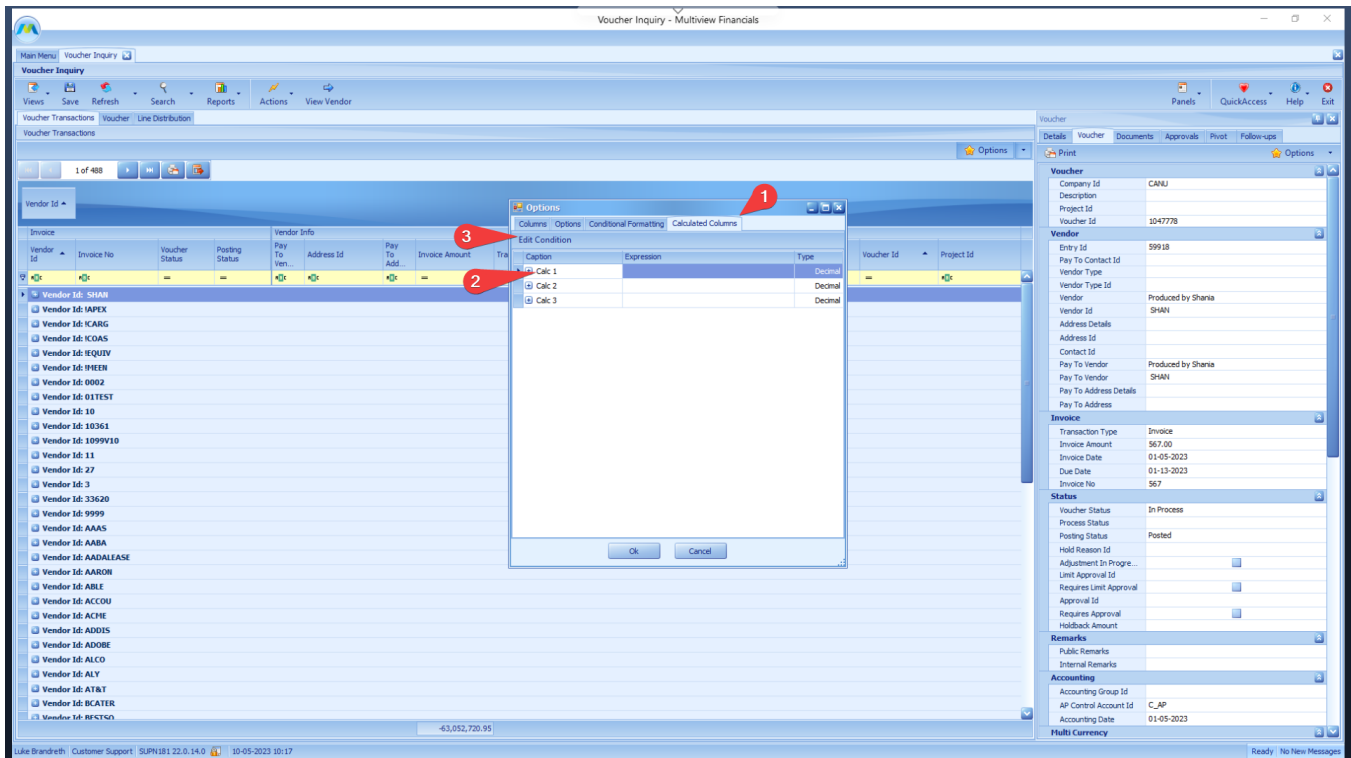 Voucher Inquiry - Multiview Financials
Main Menu Voucher Inquiry
Voucher Inquiry
Views Save Refresh Search Reports Actions View Vendor Panels QuickAccess Help Exit
Voucher Transactions Voucher Line Distribution
Voucher Transactions
Options
1 of 488
Vendor Id
Invoice Vendor Info
Vendor Id Invoice No Voucher Status Posting Status Pay To Ven... Address Id Pay To Add... Invoice Amount Tra Voucher Id Project Id
= = = =
Vendor Id: SHAN
Vendor Id: !APEX
Vendor Id: !CARG
Vendor Id: !COAS
Vendor Id: !EQUIV
Vendor Id: !MEEN
Vendor Id: 0002
Vendor Id: 01TEST
Vendor Id: 10
Vendor Id: 10361
Vendor Id: 1099V10
Vendor Id: 11
Vendor Id: 27
Vendor Id: 3
Vendor Id: 33620
Vendor Id: 9999
Vendor Id: AAAS
Vendor Id: AABA
Vendor Id: AADALEASE
Vendor Id: AARON
Vendor Id: ABLE
Vendor Id: ACCOU
Vendor Id: ACME
Vendor Id: ADDIS
Vendor Id: ADOBE
Vendor Id: ALCO
Vendor Id: ALY
Vendor Id: AT&T
Vendor Id: BCATER
Vendor Id: BESTSO
-63,052,720.95
Options
1
Columns Options Conditional Formatting Calculated Columns
3
Edit Condition
Caption Expression Type
2
Calc 1 Decimal
Calc 2 Decimal
Calc 3 Decimal
Ok Cancel
Voucher
Details Voucher Documents Approvals Pivot Follow-ups
Print Options
Voucher
Company Id CANU
Description
Project Id
Voucher Id 1047778
Vendor
Entry Id 59918
Pay To Contact Id
Vendor Type
Vendor Type Id
Vendor Produced by Shania
Vendor Id SHAN
Address Details
Address Id
Contact Id
Pay To Vendor Produced by Shania
Pay To Vendor SHAN
Pay To Address Details
Pay To Address
Invoice
Transaction Type Invoice
Invoice Amount 567.00
Invoice Date 01-05-2023
Due Date 01-13-2023
Invoice No 567
Status
Voucher Status In Process
Process Status
Posting Status Posted
Hold Reason Id
Adjustment In Progre...
Limit Approval Id
Requires Limit Approval
Approval Id
Requires Approval
Holdback Amount
Remarks
Public Remarks
Internal Remarks
Accounting
Accounting Group Id
AP Control Account Id C_AP
Accounting Date 01-05-2023
Multi Currency
Luke Brandreth Customer Support SUPN181 22.0.14.0 10-05-2023 10:17 Ready No New Messages